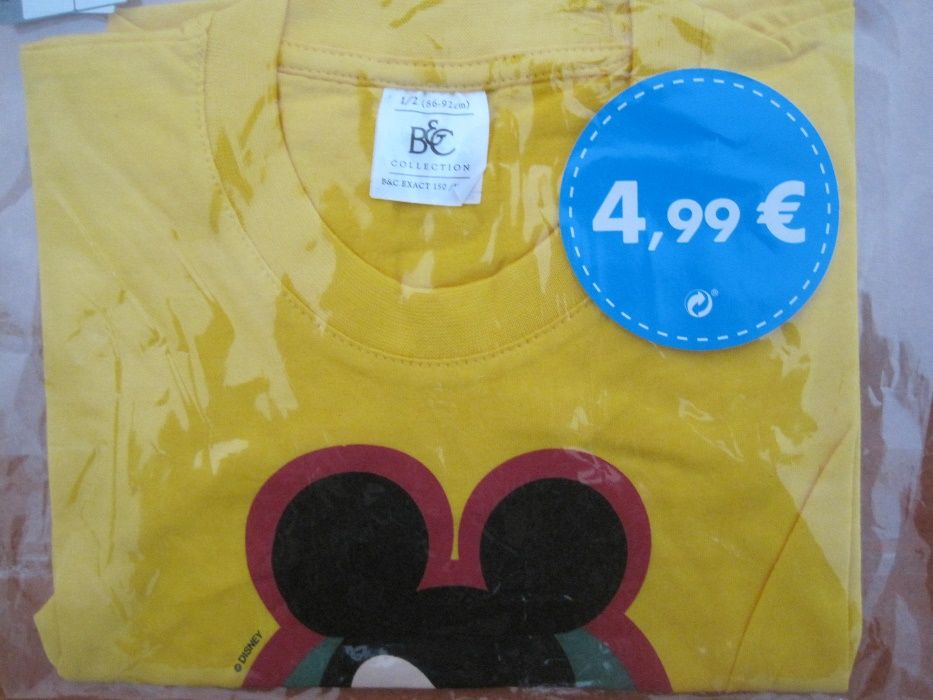 1/2 (86-92cm)
B&C
COLLECTION
B&C EXACT 150
4,99 €
®
© DISNEY